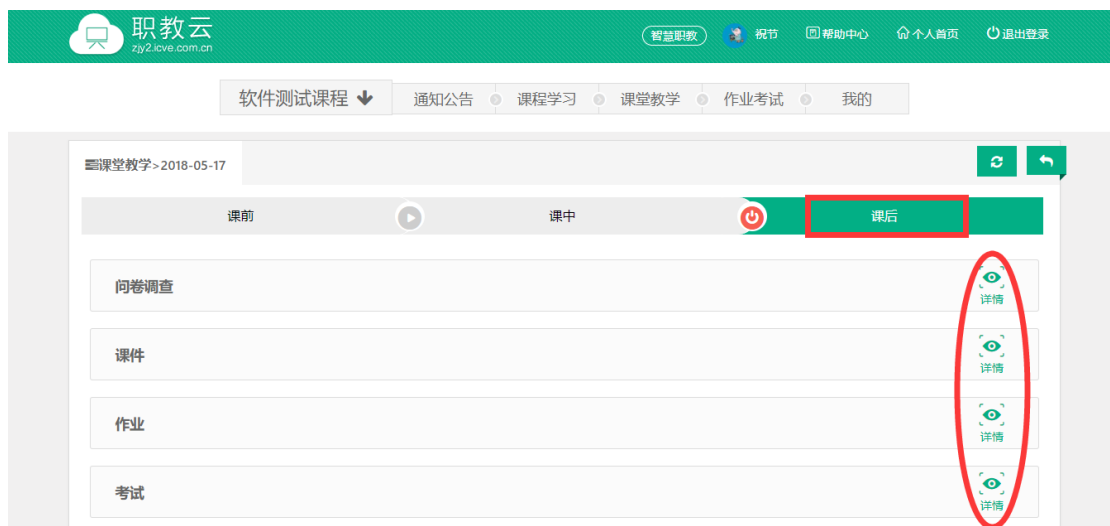 职教云
zjy2.icve.com.cn
智慧职教 祝节 帮助中心 个人首页 退出登录
软件测试课程 通知公告 课程学习 课堂教学 作业考试 我的
课堂教学>2018-05-17
课前 课中 课后
问卷调查 详情
课件 详情
作业 详情
考试 详情